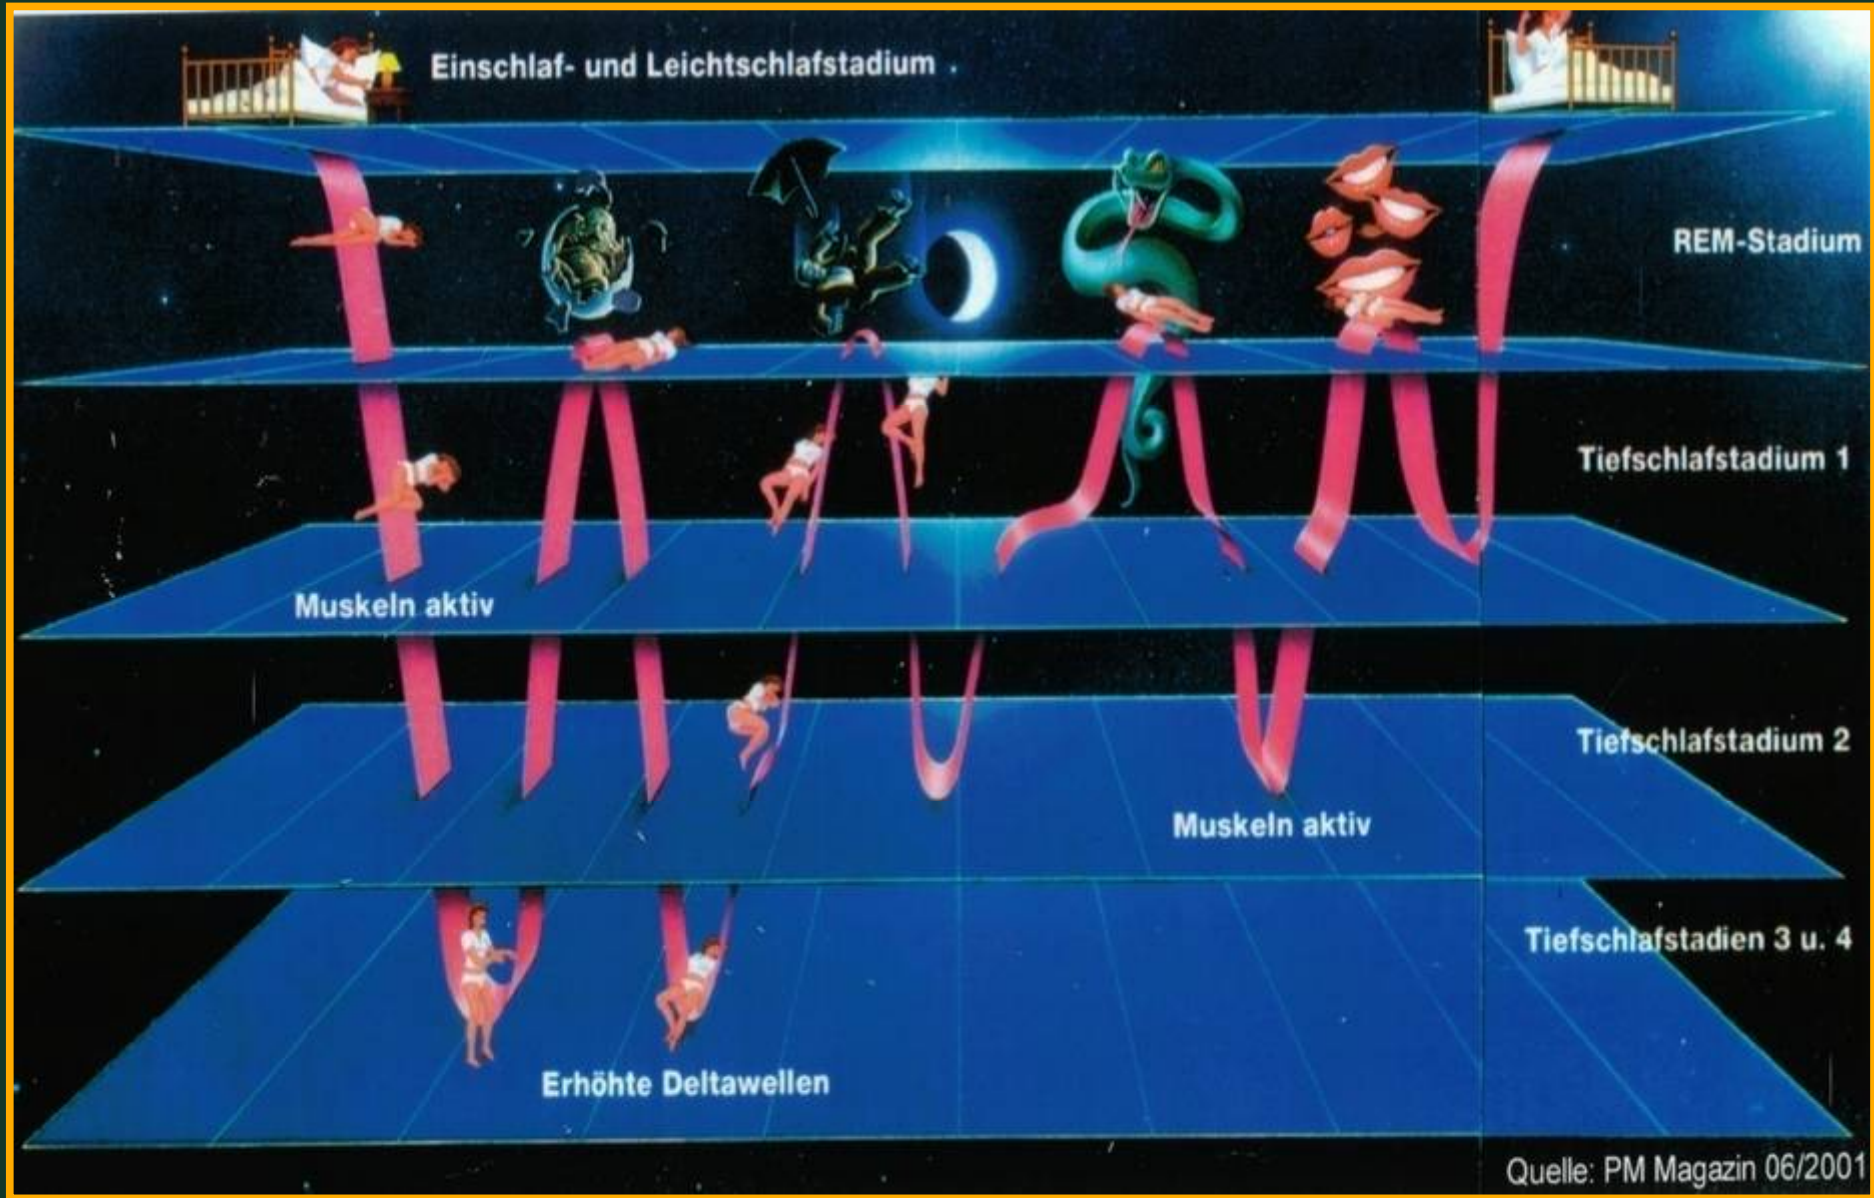 Einschlaf- und Leichtschlafstadium
REM-Stadium
Tiefschlafstadium 1
Muskeln aktiv
Tiefschlafstadium 2
Muskeln aktiv
Tiefschlafstadien 3 u. 4
Erhöhte Deltawellen
Quelle: PM Magazin 06/2001